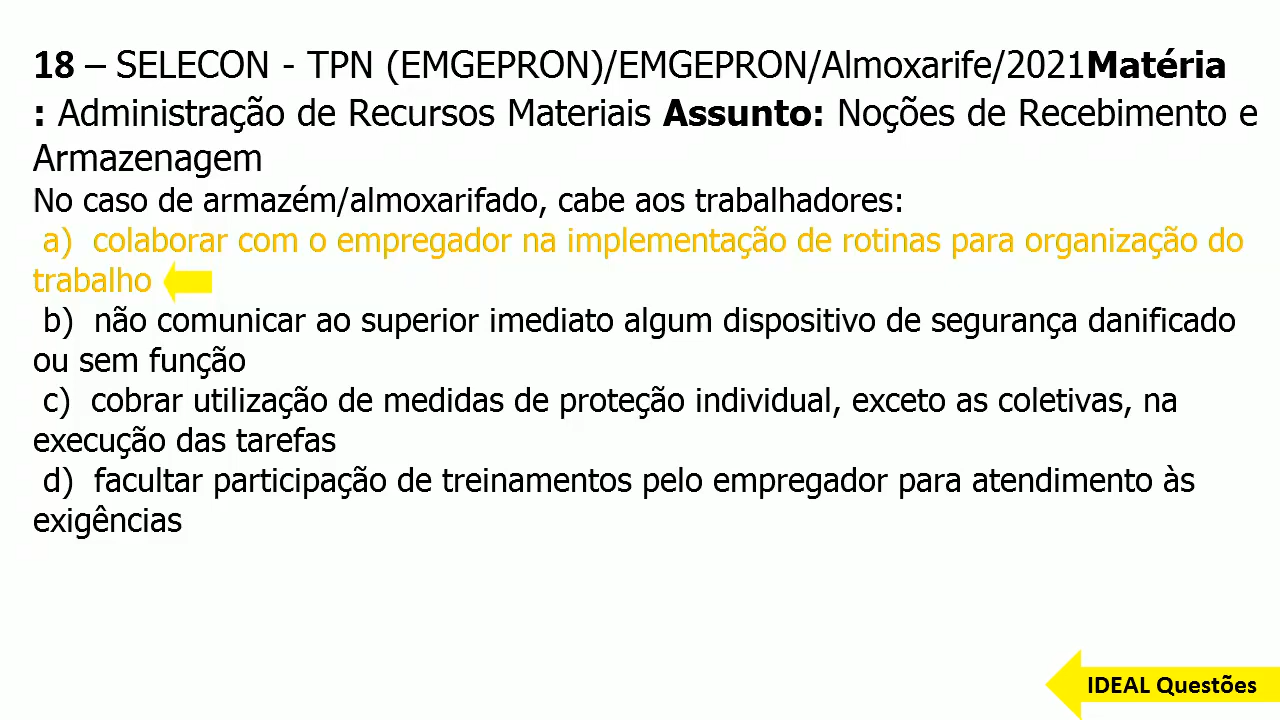 18 – SELECON - TPN (EMGEPRON)/EMGEPRON/Almoxarife/2021Matéria
: Administração de Recursos Materiais Assunto: Noções de Recebimento e
Armazenagem
No caso de armazém/almoxarifado, cabe aos trabalhadores:
a) colaborar com o empregador na implementação de rotinas para organização do
trabalho
b) não comunicar ao superior imediato algum dispositivo de segurança danificado
ou sem função
c) cobrar utilização de medidas de proteção individual, exceto as coletivas, na
execução das tarefas
d) facultar participação de treinamentos pelo empregador para atendimento às
exigências
IDEAL Questões